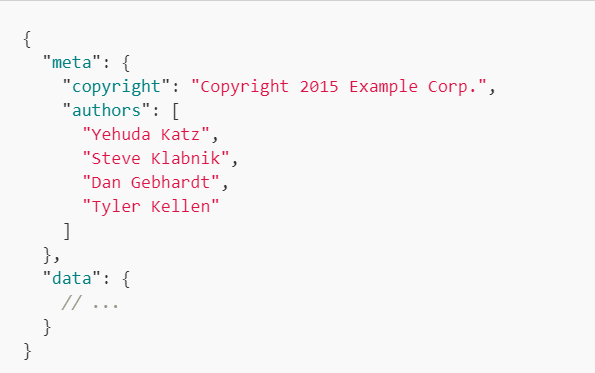 {
  "meta": {
    "copyright": "Copyright 2015 Example Corp.",
    "authors": [
      "Yehuda Katz",
      "Steve Klabnik",
      "Dan Gebhardt",
      "Tyler Kellen"
    ]
  },
  "data": {
    // ...
  }
}